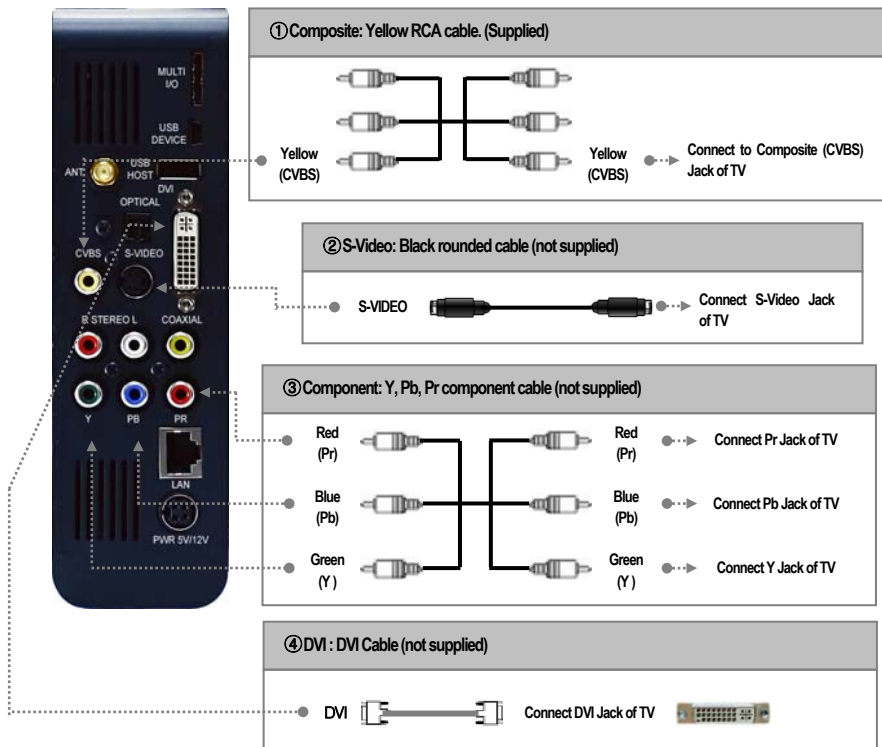 MULTI
I/O
USB
DEVICE
ANT.
USB
HOST
DVI
OPTICAL
CVBS
S-VIDEO
R STEREO L
COAXIAL
Y
PB
PR
LAN
PWR 5V/12V
①Composite: Yellow RCA cable. (Supplied)
Yellow
(CVBS)
Yellow
(CVBS)
Connect to Composite (CVBS)
Jack of TV
②S-Video: Black rounded cable (not supplied)
S-VIDEO
Connect S-Video Jack
of TV
③Component: Y, Pb, Pr component cable (not supplied)
Red
(Pr)
Red
(Pr)
Connect Pr Jack of TV
Blue
(Pb)
Blue
(Pb)
Connect Pb Jack of TV
Green
(Y )
Green
(Y )
Connect Y Jack of TV
④DVI : DVI Cable (not supplied)
DVI
Connect DVI Jack of TV